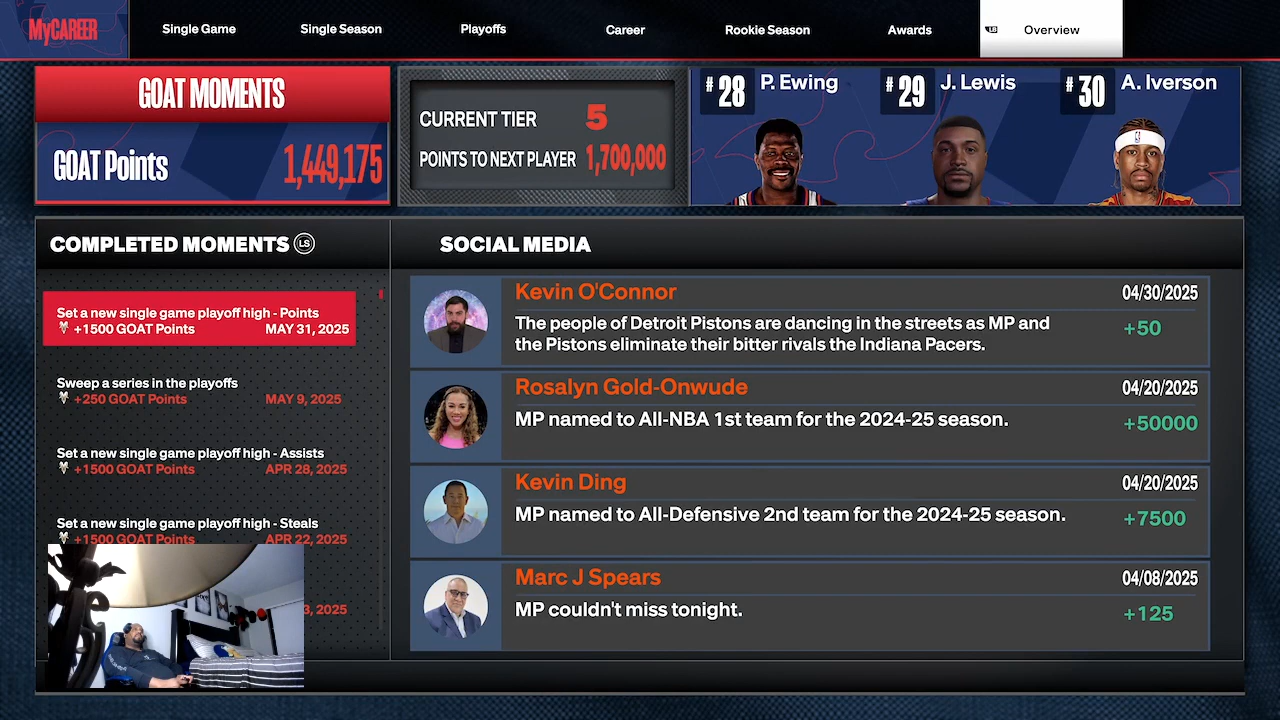 MyCAREER
Single Game
Single Season
Playoffs
Career
Rookie Season
Awards
LB
Overview
GOAT MOMENTS
GOAT Points
1,449,175
CURRENT TIER
5
POINTS TO NEXT PLAYER
1,700,000
#28
P. Ewing
#29
J. Lewis
#30
A. Iverson
COMPLETED MOMENTS LS
Set a new single game playoff high - Points
+1500 GOAT Points
MAY 31, 2025
Sweep a series in the playoffs
+250 GOAT Points
MAY 9, 2025
Set a new single game playoff high - Assists
+1500 GOAT Points
APR 28, 2025
Set a new single game playoff high - Steals
+1500 GOAT Points
APR 22, 2025
3, 2025
SOCIAL MEDIA
Kevin O'Connor
04/30/2025
The people of Detroit Pistons are dancing in the streets as MP and
the Pistons eliminate their bitter rivals the Indiana Pacers.
+50
Rosalyn Gold-Onwude
04/20/2025
MP named to All-NBA 1st team for the 2024-25 season.
+50000
Kevin Ding
04/20/2025
MP named to All-Defensive 2nd team for the 2024-25 season.
+7500
Marc J Spears
04/08/2025
MP couldn't miss tonight.
+125